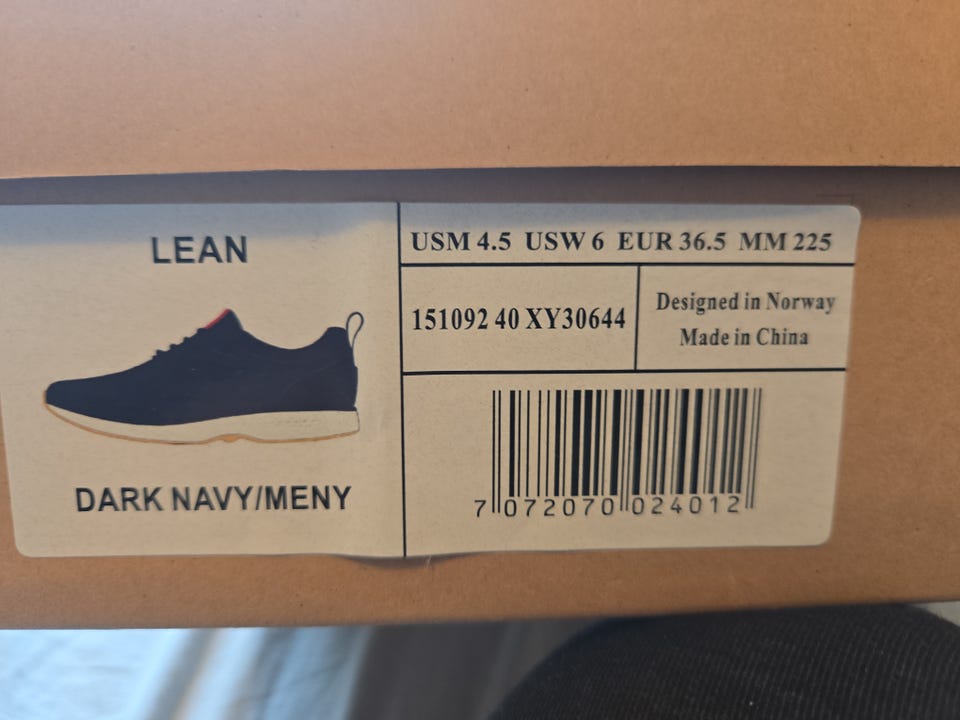 LEAN
DARK NAVY/MENY
USM 4.5 USW 6 EUR 36.5 MM 225
151092 40 XY30644
Designed in Norway
Made in China
7 072070 024012